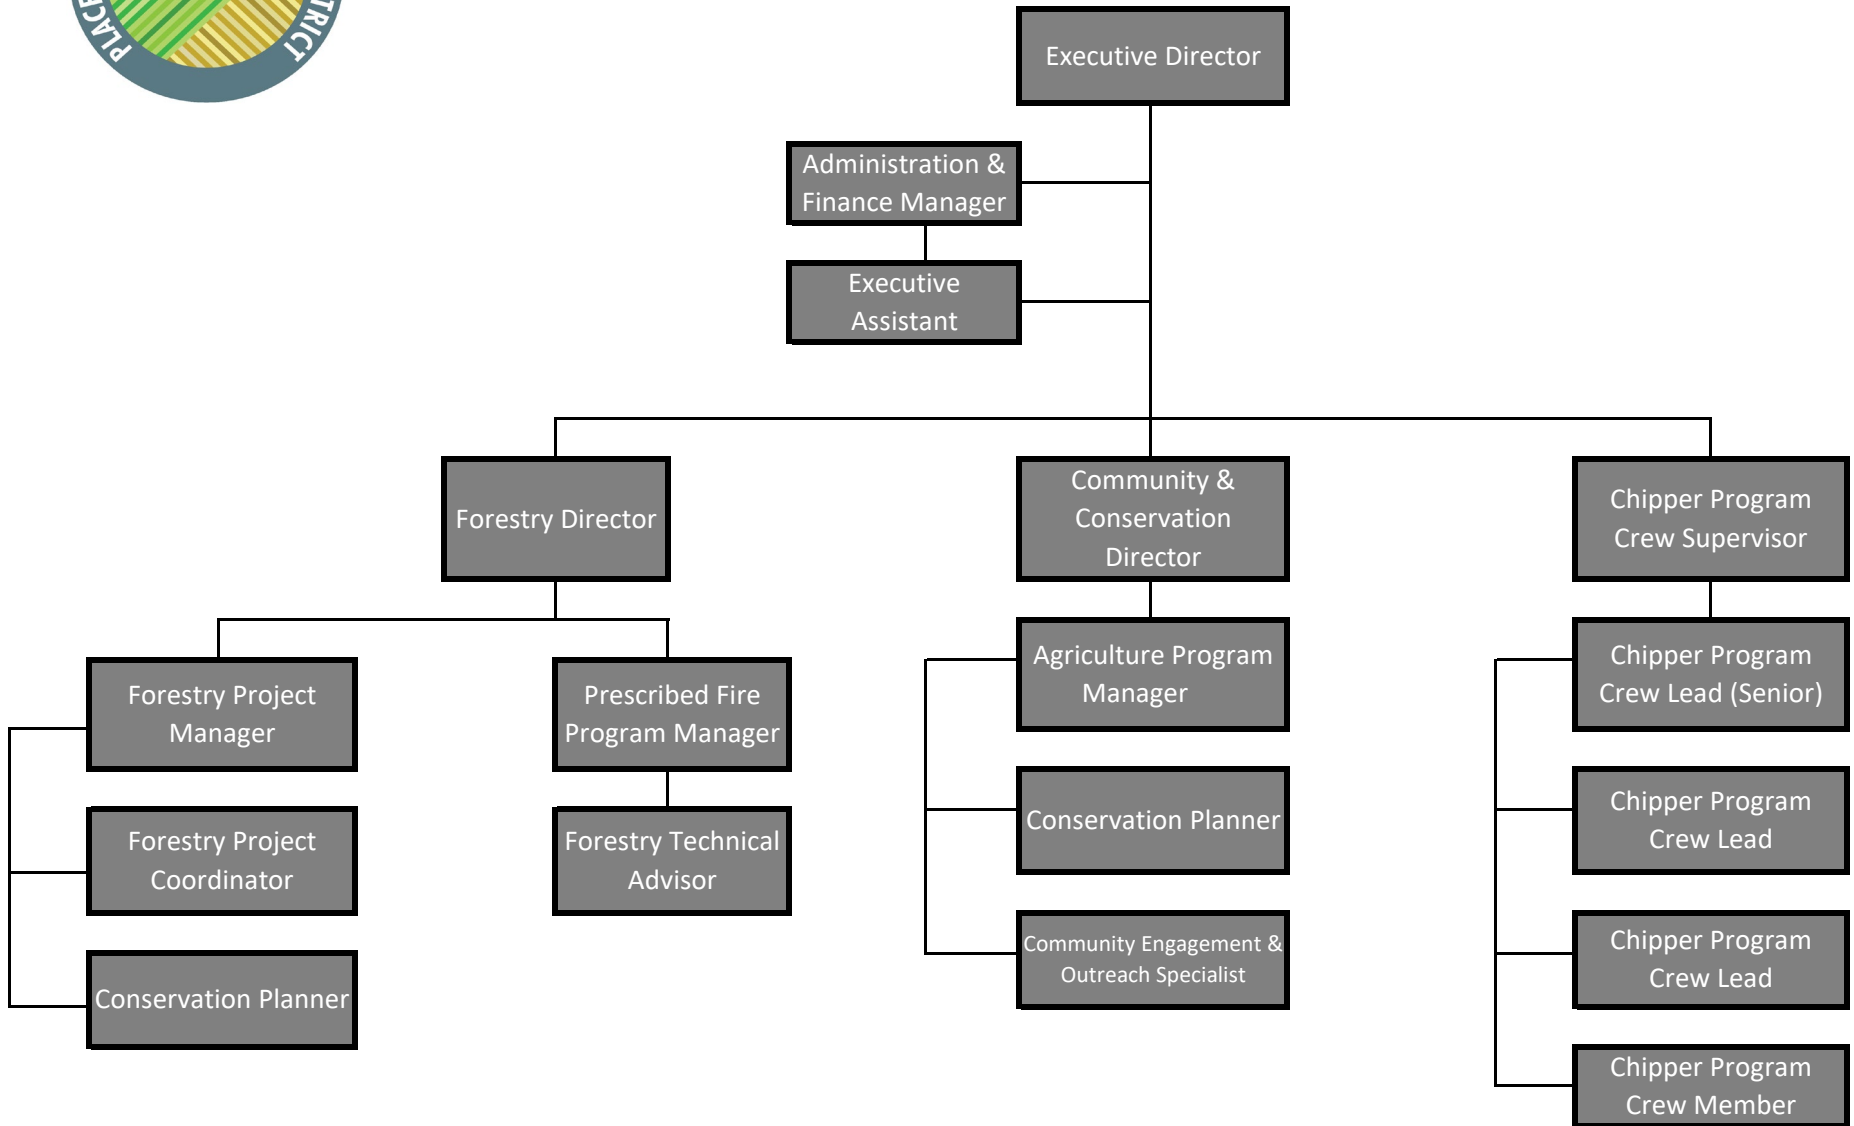 PLACE
TRICT
Executive Director
Administration &
Finance Manager
Executive
Assistant
Forestry Director
Community &
Conservation
Director
Chipper Program
Crew Supervisor
Forestry Project
Manager
Prescribed Fire
Program Manager
Agriculture Program
Manager
Chipper Program
Crew Lead (Senior)
Forestry Project
Coordinator
Forestry Technical
Advisor
Conservation Planner
Chipper Program
Crew Lead
Conservation Planner
Community Engagement &
Outreach Specialist
Chipper Program
Crew Lead
Chipper Program
Crew Member